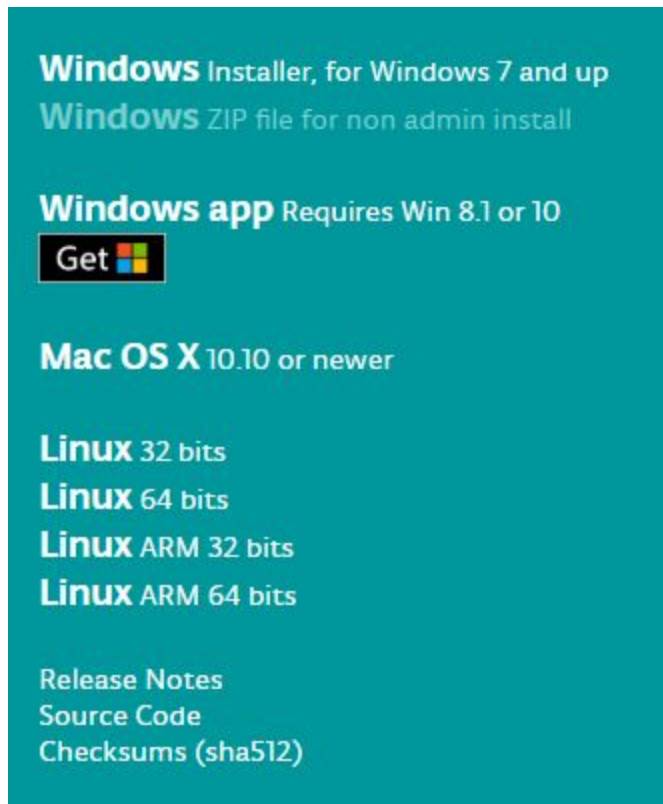 Windows Installer, for Windows 7 and up
Windows ZIP file for non admin install
Windows app Requires Win 8.1 or 10
Get
Mac OS X 10.10 or newer
Linux 32 bits
Linux 64 bits
Linux ARM 32 bits
Linux ARM 64 bits
Release Notes
Source Code
Checksums (sha512)